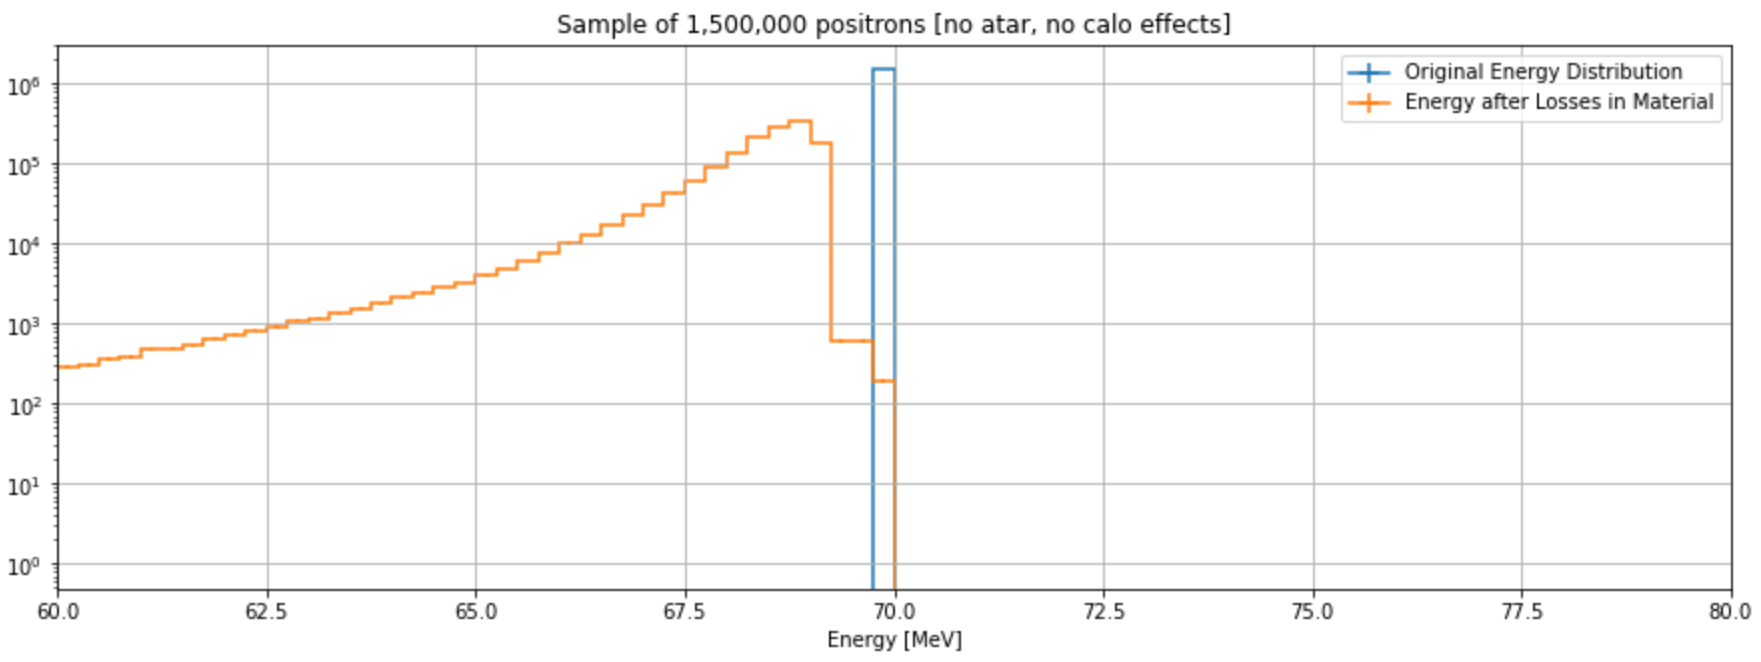 Sample of 1,500,000 positrons [no atar, no calo effects]
Original Energy Distribution
Energy after Losses in Material
10⁶
10⁵
10⁴
10³
10²
10¹
10⁰
60.0 62.5 65.0 67.5 70.0 72.5 75.0 77.5 80.0
Energy [MeV]